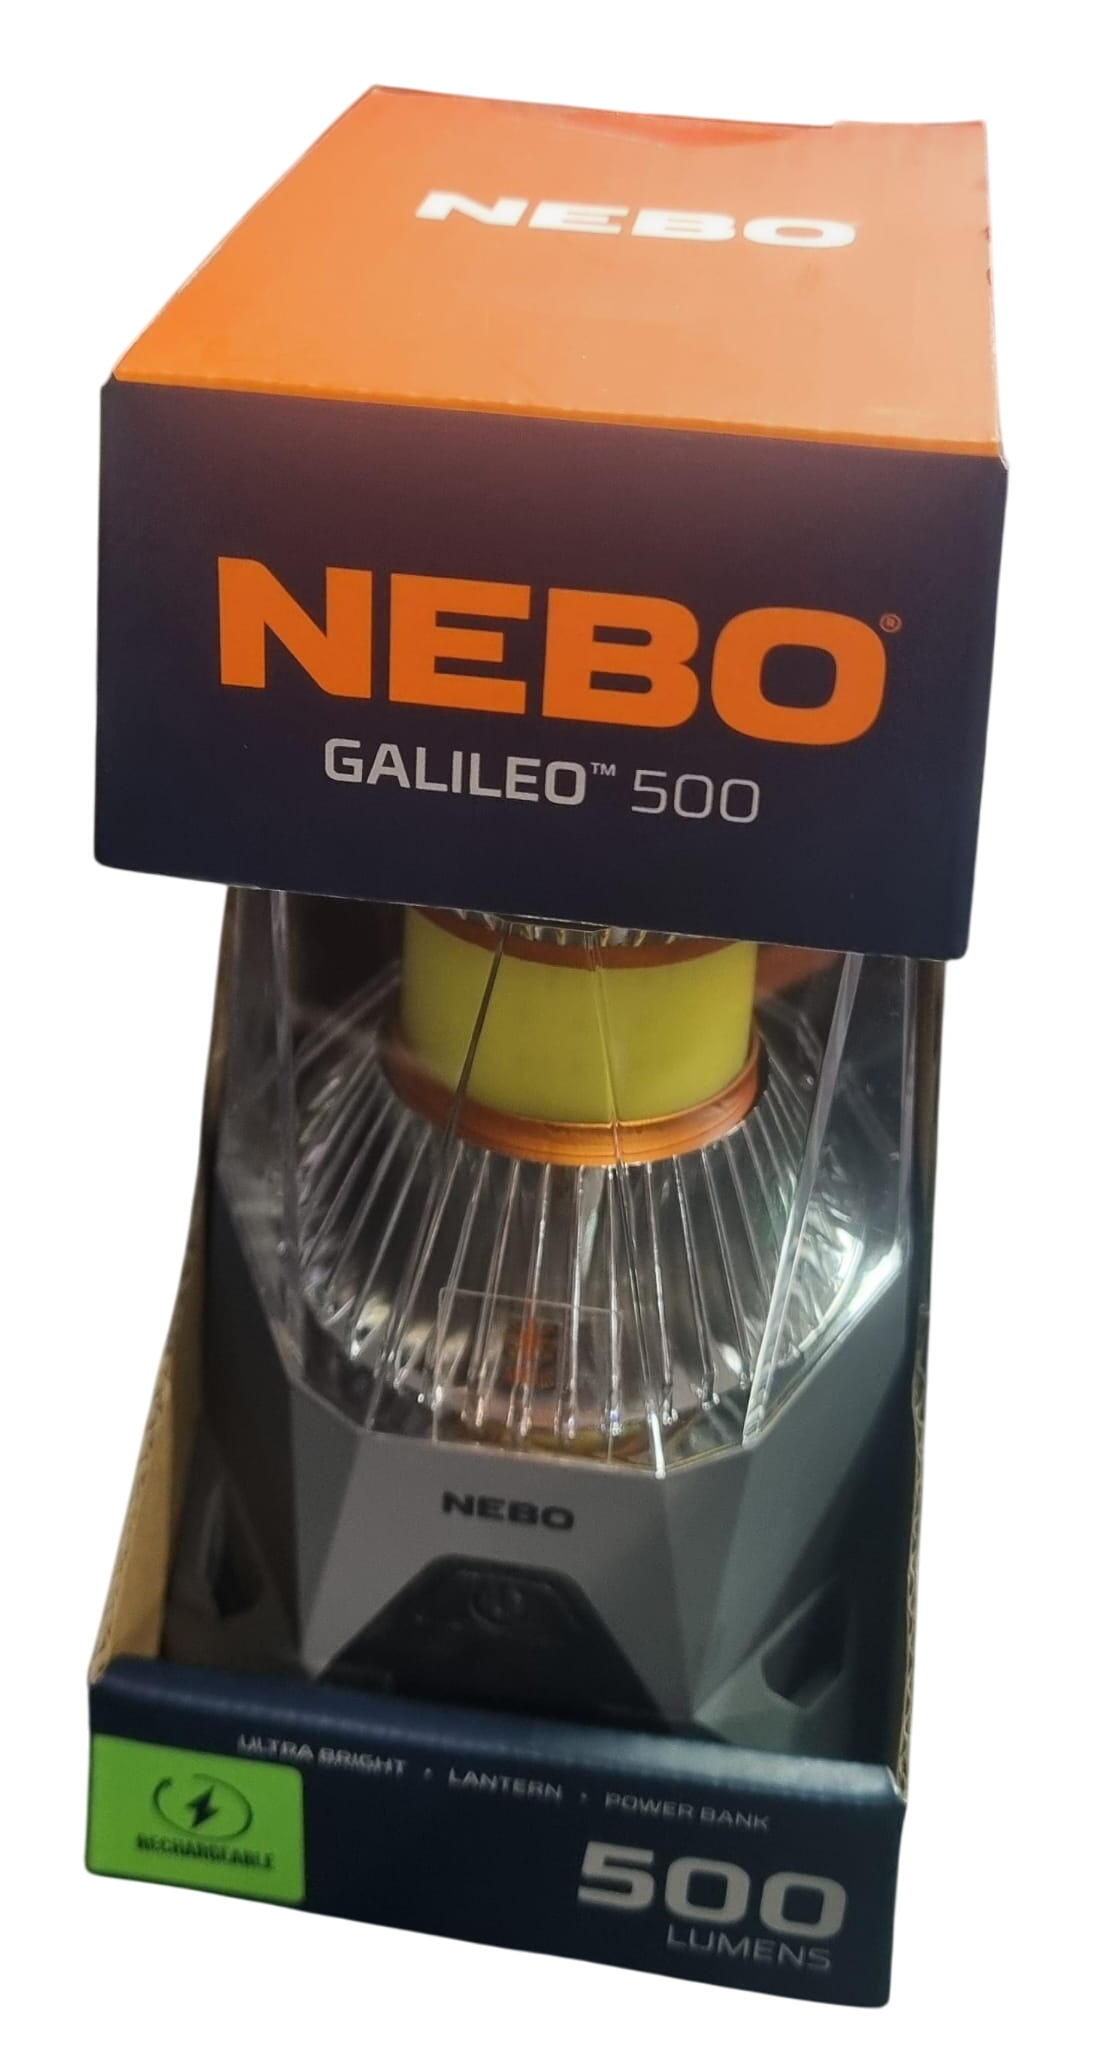 NEBO
NEBO®
GALILEO™ 500
NEBO
ULTRA BRIGHT • LANTERN • POWER BANK
RECHARGEABLE
500
LUMENS